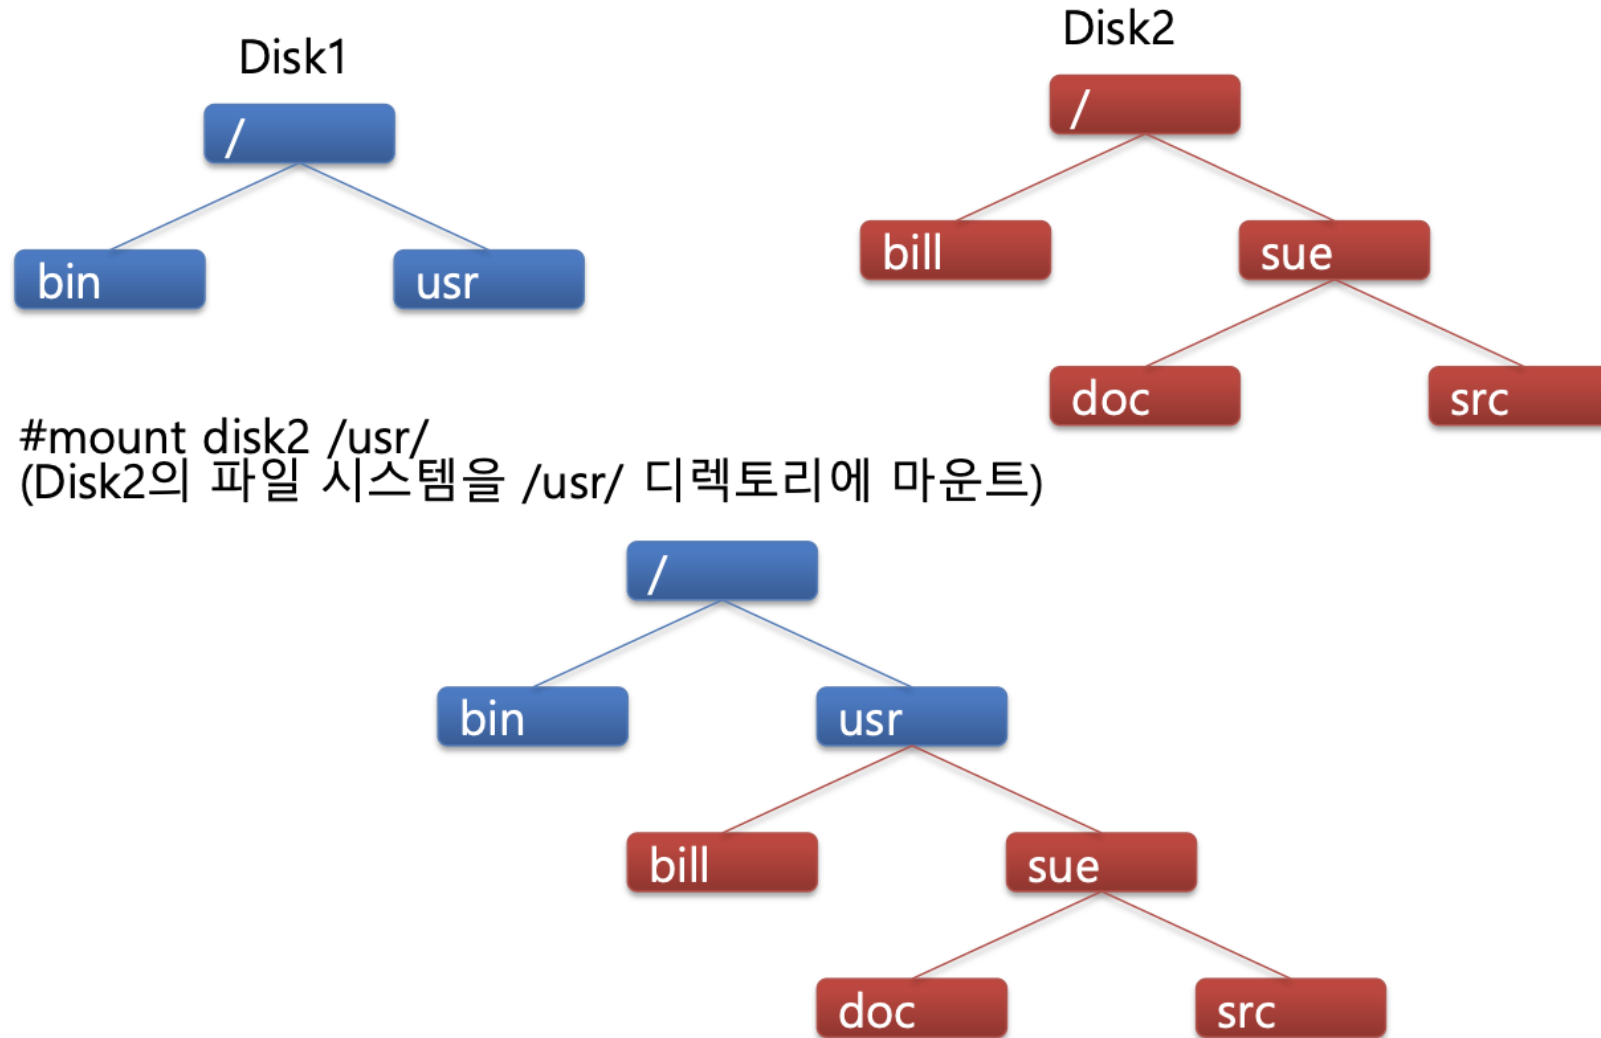 Disk1
Disk2
/
/
bin
usr
bill
sue
doc
src
#mount disk2 /usr/
(Disk2의 파일 시스템을 /usr/ 디렉토리에 마운트)
/
bin
usr
bill
sue
doc
src